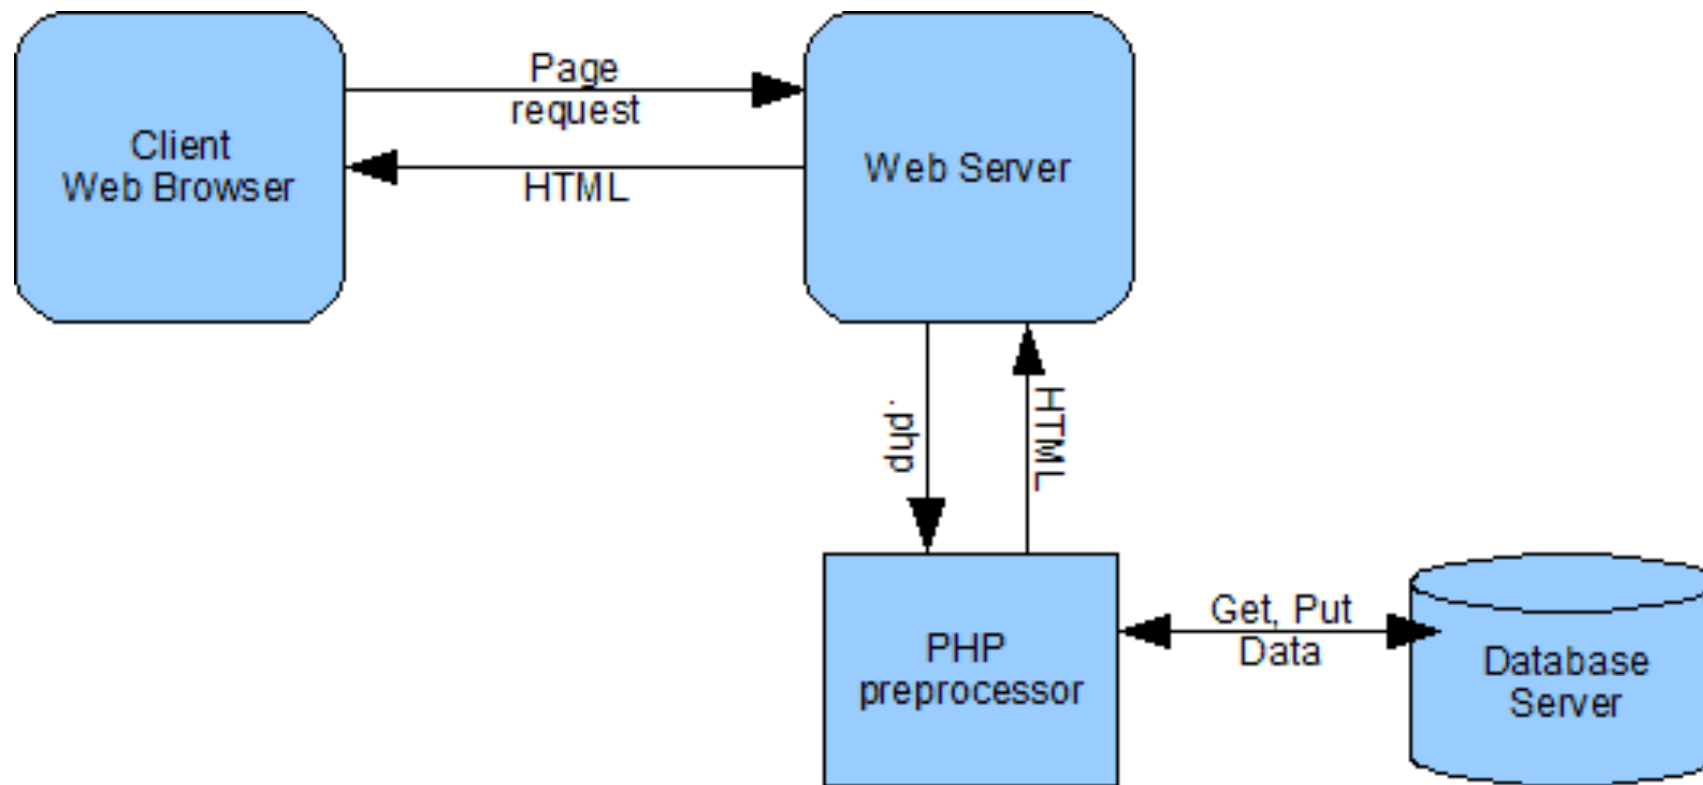 Page
request
Client
Web Browser
HTML
Web Server
.php
HTML
PHP
preprocessor
Get, Put
Data
Database
Server